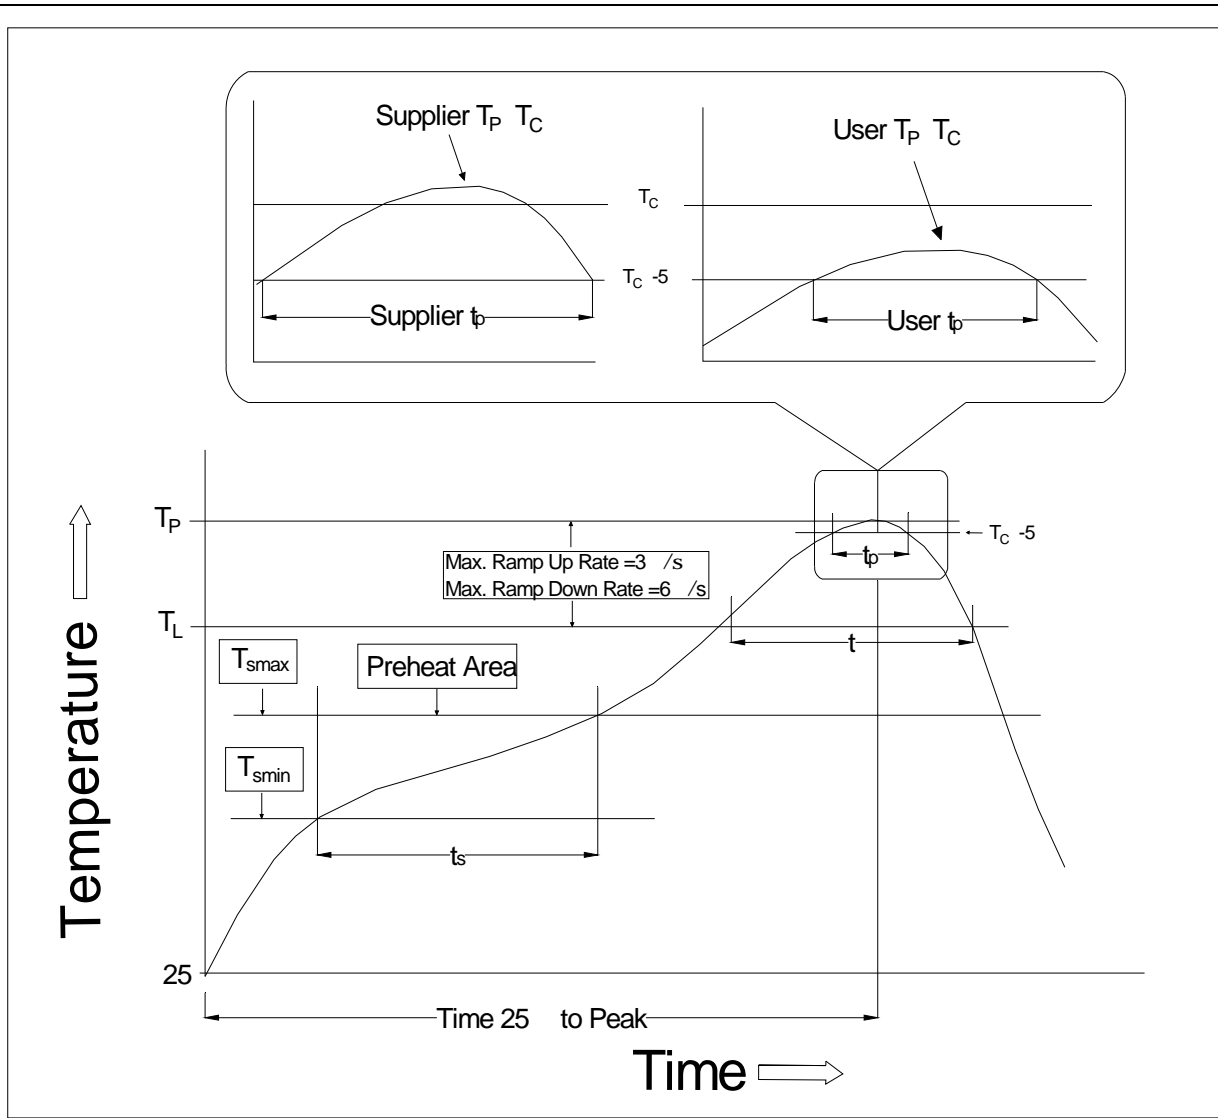 Supplier TP TC
User TP TC
TC
TC -5
Supplier tp
User tp
TP
TC -5
tp
Max. Ramp Up Rate =3 /s
Max. Ramp Down Rate =6 /s
TL
t
Tsmax
Preheat Area
Tsmin
ts
Temperature
25
Time 25 to Peak
Time